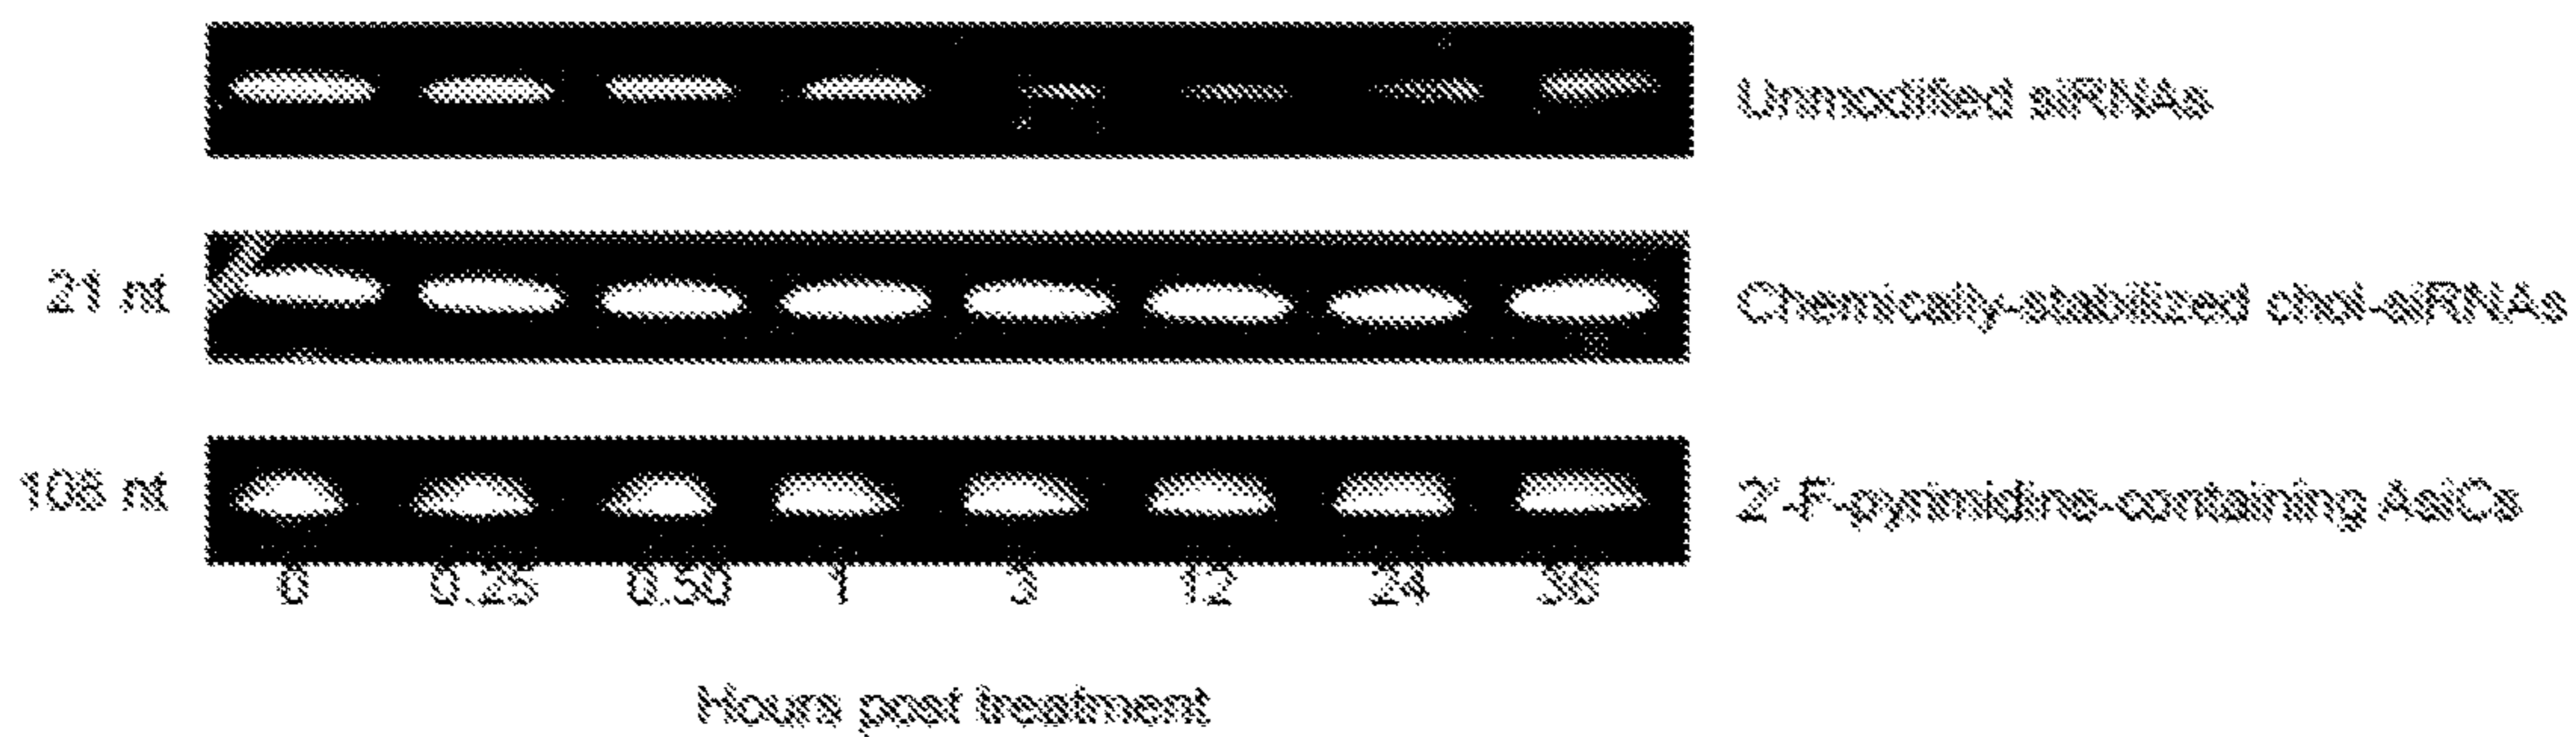 Unmodified siRNAs
21 nt
Chemically-stabilized chol-siRNAs
108 nt
2'-F-pyrimidine-containing AsiCs
0 0.25 0.50 1 3 12 24 36
Hours post treatment